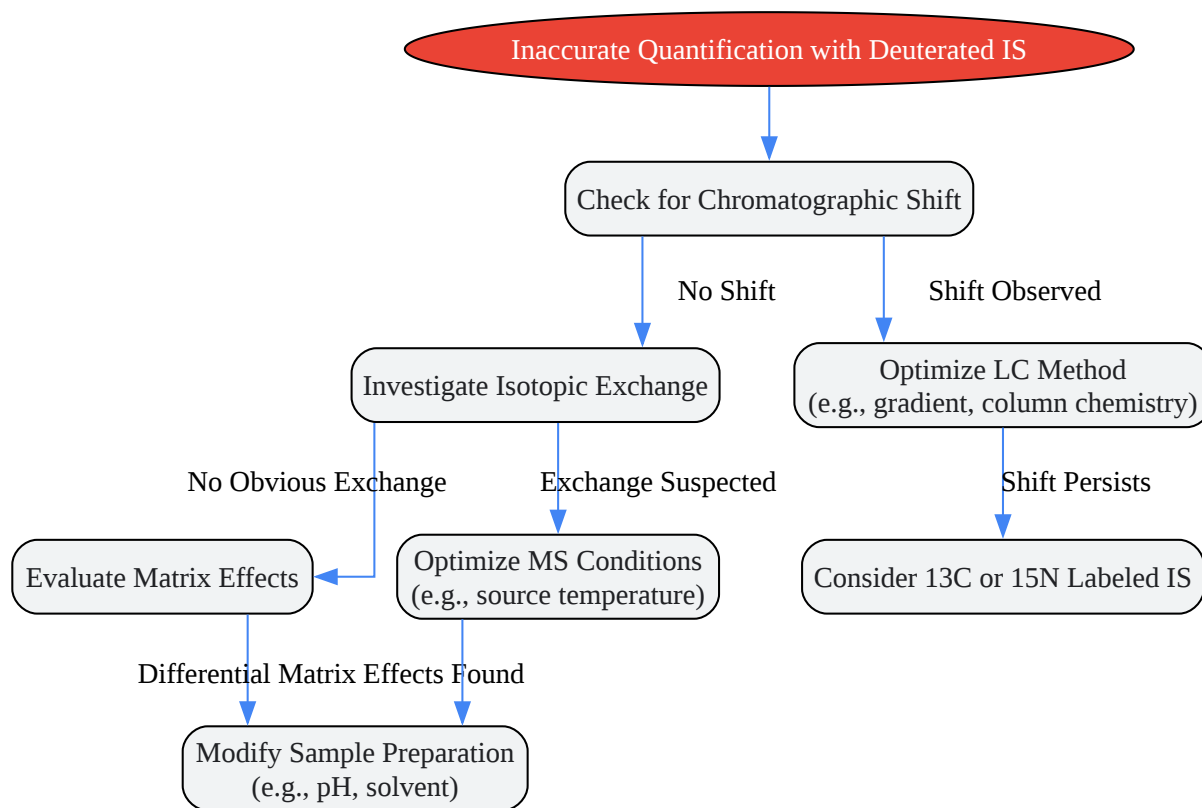 Inaccurate Quantification with Deuterated IS
Check for Chromatographic Shift
No Shift
Shift Observed
Investigate Isotopic Exchange
Optimize LC Method
(e.g., gradient, column chemistry)
No Obvious Exchange
Exchange Suspected
Shift Persists
Evaluate Matrix Effects
Optimize MS Conditions
(e.g., source temperature)
Consider 13C or 15N Labeled IS
Differential Matrix Effects Found
Modify Sample Preparation
(e.g., pH, solvent)